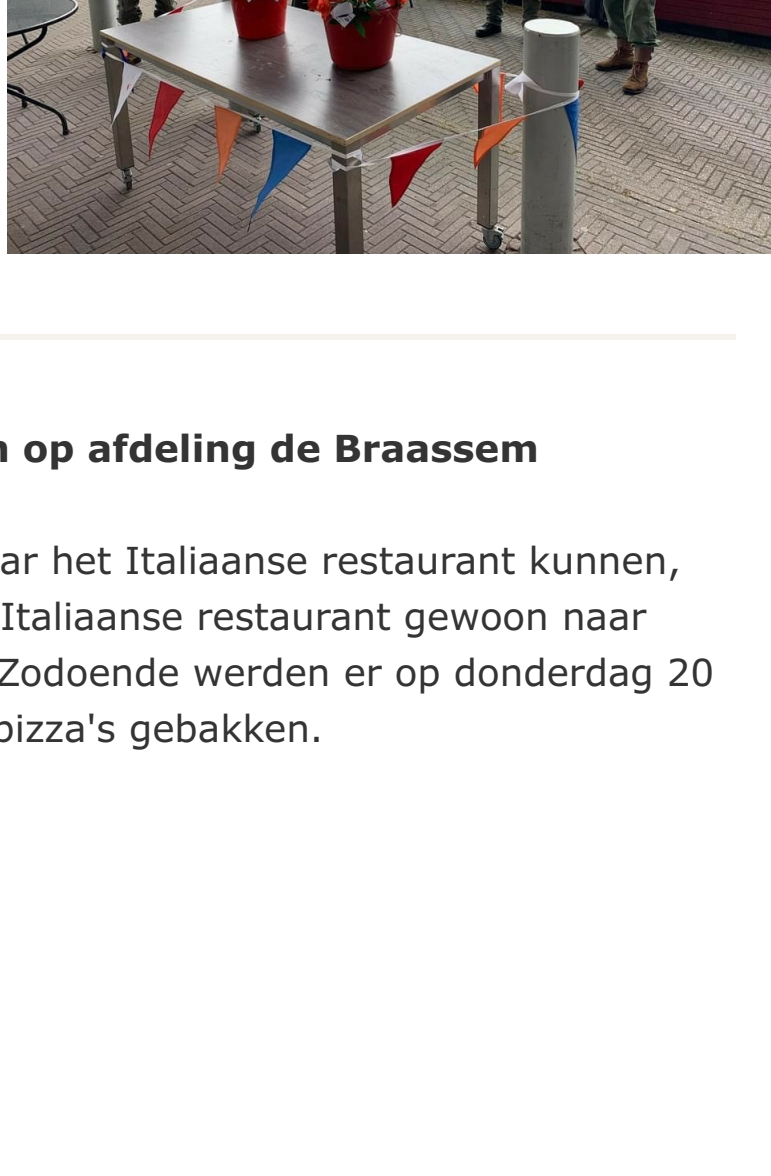 op afdeling de Braassem
het Italiaanse restaurant kunnen,
Italiaanse restaurant gewoon naar
Zodoende werden er op donderdag 20
pizza's gebakken.